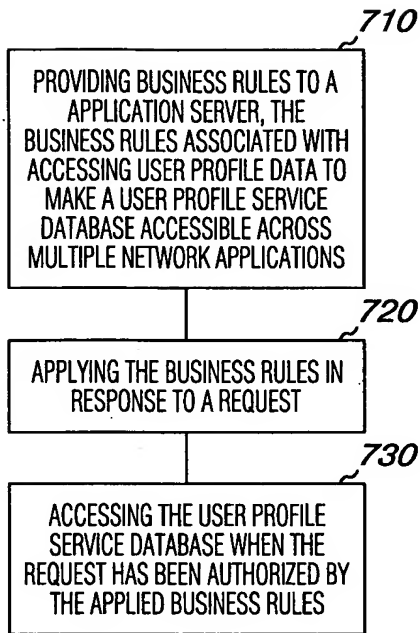 710
PROVIDING BUSINESS RULES TO A
APPLICATION SERVER, THE
BUSINESS RULES ASSOCIATED WITH
ACCESSING USER PROFILE DATA TO
MAKE A USER PROFILE SERVICE
DATABASE ACCESSIBLE ACROSS
MULTIPLE NETWORK APPLICATIONS
720
APPLYING THE BUSINESS RULES IN
RESPONSE TO A REQUEST
730
ACCESSING THE USER PROFILE
SERVICE DATABASE WHEN THE
REQUEST HAS BEEN AUTHORIZED BY
THE APPLIED BUSINESS RULES